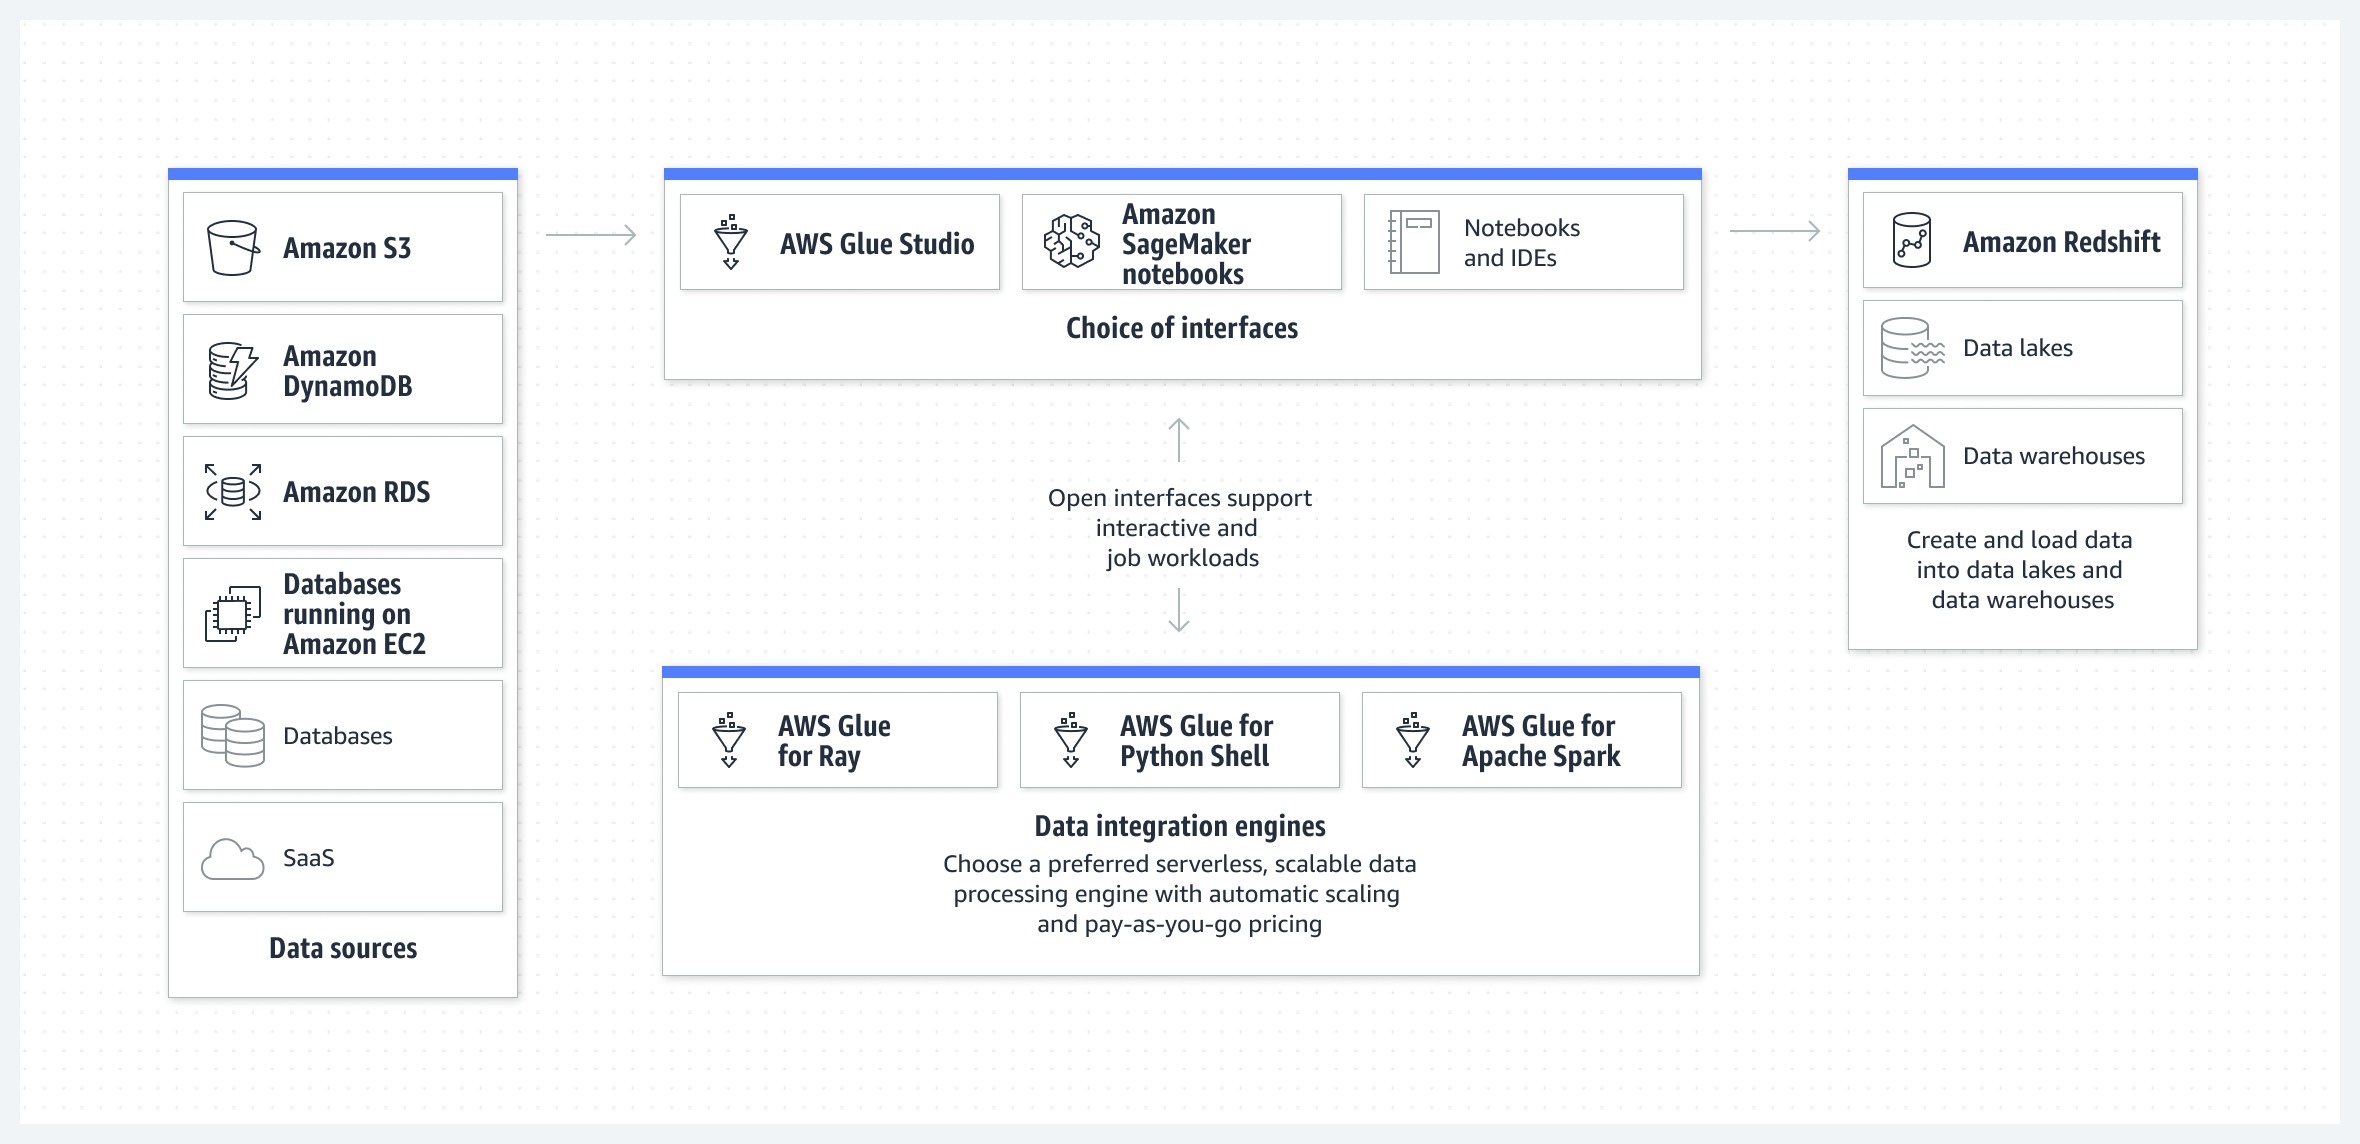 Amazon S3
Amazon
DynamoDB
Amazon RDS
Databases
running on
Amazon EC2
Databases
SaaS
Data sources
AWS Glue Studio
Amazon
SageMaker
notebooks
Notebooks
and IDEs
Choice of interfaces
Open interfaces support
interactive and
job workloads
AWS Glue
for Ray
AWS Glue for
Python Shell
AWS Glue for
Apache Spark
Data integration engines
Choose a preferred serverless, scalable data
processing engine with automatic scaling
and pay-as-you-go pricing
Amazon Redshift
Data lakes
Data warehouses
Create and load data
into data lakes and
data warehouses